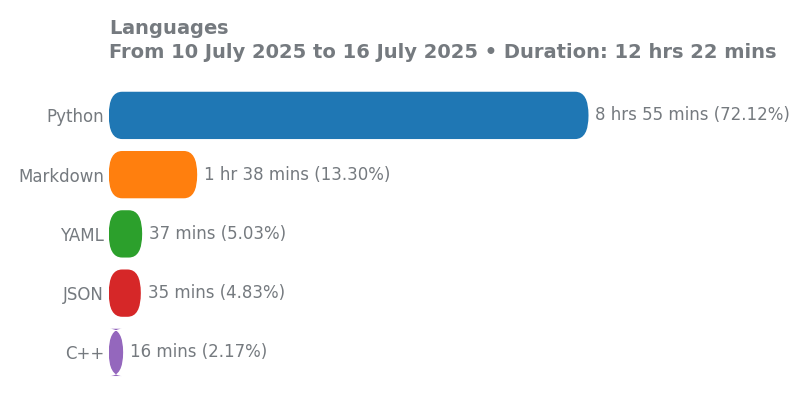 Languages
From 10 July 2025 to 16 July 2025 • Duration: 12 hrs 22 mins
Python 8 hrs 55 mins (72.12%)
Markdown 1 hr 38 mins (13.30%)
YAML 37 mins (5.03%)
JSON 35 mins (4.83%)
C++ 16 mins (2.17%)